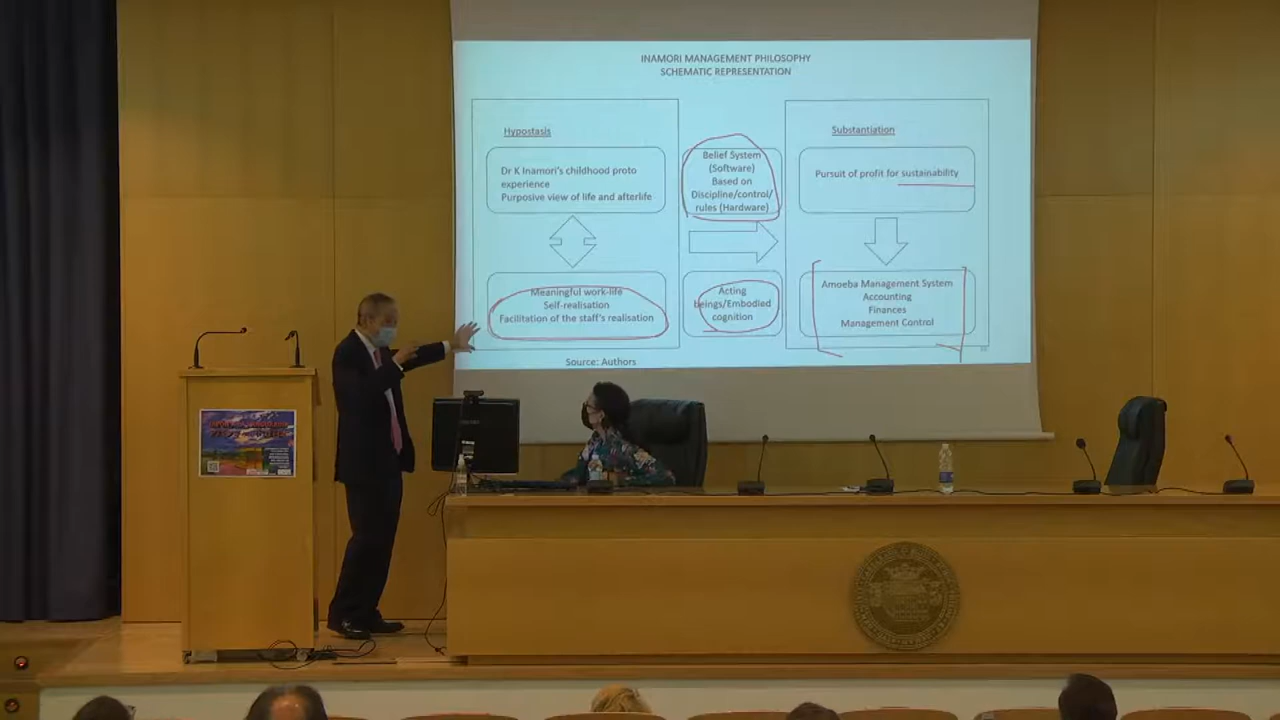 INAMORI MANAGEMENT PHILOSOPHY
SCHEMATIC REPRESENTATION
Hypostasis
Dr K Inamori's childhood proto
experience
Purposive view of life and afterlife
Meaningful work-life
Self-realisation
Facilitation of the staff's realisation
Belief System
(Software)
Based on
Discipline/control/
rules (Hardware)
Acting
beings/Embodied
cognition
Substantiation
Pursuit of profit for sustainability
Amoeba Management System
Accounting
Finances
Management Control
Source: Authors